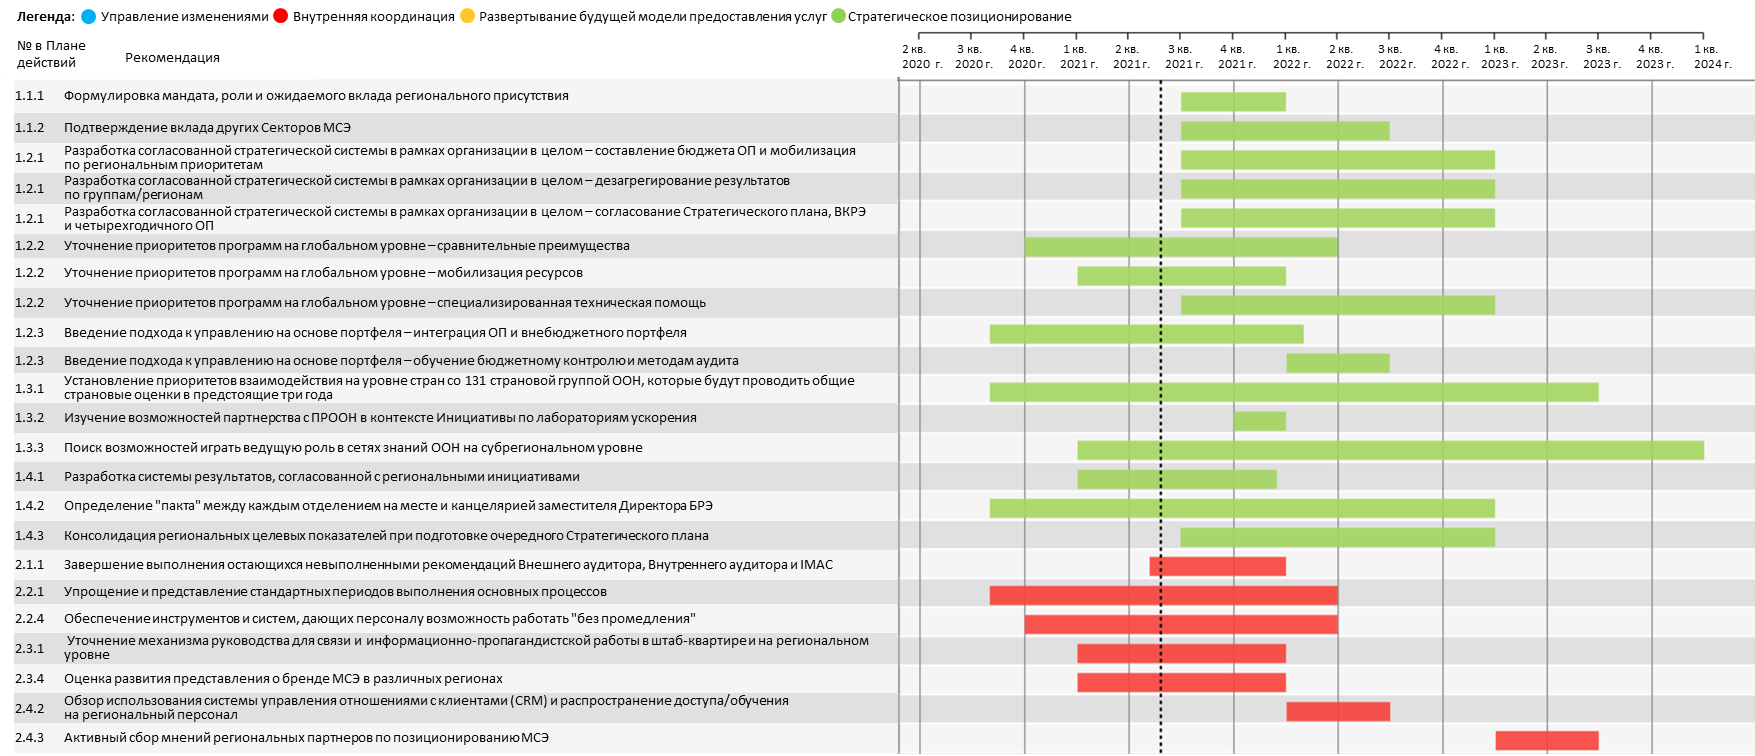 Легенда: Управление изменениями Внутренняя координация Развертывание будущей модели предоставления услуг Стратегическое позиционирование
№ в Плане
действий
Рекомендация
2 кв. 3 кв. 4 кв. 1 кв. 2 кв. 3 кв. 4 кв. 1 кв. 2 кв. 3 кв. 4 кв. 1 кв. 2 кв. 3 кв. 4 кв. 1 кв.
2020 г. 2020 г. 2020 г. 2021 г. 2021 г. 2021 г. 2021 г. 2022 г. 2022 г. 2022 г. 2022 г. 2023 г. 2023 г. 2023 г. 2023 г. 2024 г.
1.1.1 Формулировка мандата, роли и ожидаемого вклада регионального присутствия
1.1.2 Подтверждение вклада других Секторов МСЭ
1.2.1 Разработка согласованной стратегической системы в рамках организации в целом – составление бюджета ОП и мобилизация
по региональным приоритетам
1.2.1 Разработка согласованной стратегической системы в рамках организации в целом – дезагрегирование результатов
по группам/регионам
1.2.1 Разработка согласованной стратегической системы в рамках организации в целом – согласование Стратегического плана, ВКРЭ
и четырехгодичного ОП
1.2.2 Уточнение приоритетов программ на глобальном уровне – сравнительные преимущества
1.2.2 Уточнение приоритетов программ на глобальном уровне – мобилизация ресурсов
1.2.2 Уточнение приоритетов программ на глобальном уровне – специализированная техническая помощь
1.2.3 Введение подхода к управлению на основе портфеля – интеграция ОП и внебюджетного портфеля
1.2.3 Введение подхода к управлению на основе портфеля – обучение бюджетному контролю и методам аудита
1.3.1 Установление приоритетов взаимодействия на уровне стран со 131 страновой группой ООН, которые будут проводить общие
страновые оценки в предстоящие три года
1.3.2 Изучение возможностей партнерства с ПРООН в контексте Инициативы по лабораториям ускорения
1.3.3 Поиск возможностей играть ведущую роль в сетях знаний ООН на субрегиональном уровне
1.4.1 Разработка системы результатов, согласованной с региональными инициативами
1.4.2 Определение "пакта" между каждым отделением на месте и канцелярией заместителя Директора БРЭ
1.4.3 Консолидация региональных целевых показателей при подготовке очередного Стратегического плана
2.1.1 Завершение выполнения остающихся невыполненными рекомендаций Внешнего аудитора, Внутреннего аудитора и IMAC
2.2.1 Упрощение и представление стандартных периодов выполнения основных процессов
2.2.4 Обеспечение инструментов и систем, дающих персоналу возможность работать "без промедления"
2.3.1 Уточнение механизма руководства для связи и информационно-пропагандистской работы в штаб-квартире и на региональном
уровне
2.3.4 Оценка развития представления о бренде МСЭ в различных регионах
2.4.2 Обзор использования системы управления отношениями с клиентами (CRM) и распространение доступа/обучения
на региональный персонал
2.4.3 Активный сбор мнений региональных партнеров по позиционированию МСЭ